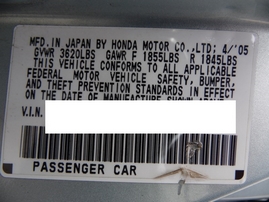 MFD. IN JAPAN BY HONDA MOTOR CO., LTD: 4/'05
GVWR 3620LBS GAWR F 1855LBS R 1845LBS
THIS VEHICLE CONFORMS TO ALL APPLICABLE
FEDERAL MOTOR VEHICLE SAFETY, BUMPER,
AND THEFT PREVENTION STANDARDS IN EFFECT
ON THE DATE OF MANUFACTURE SHOWN
V.I.N.
PASSENGER CAR